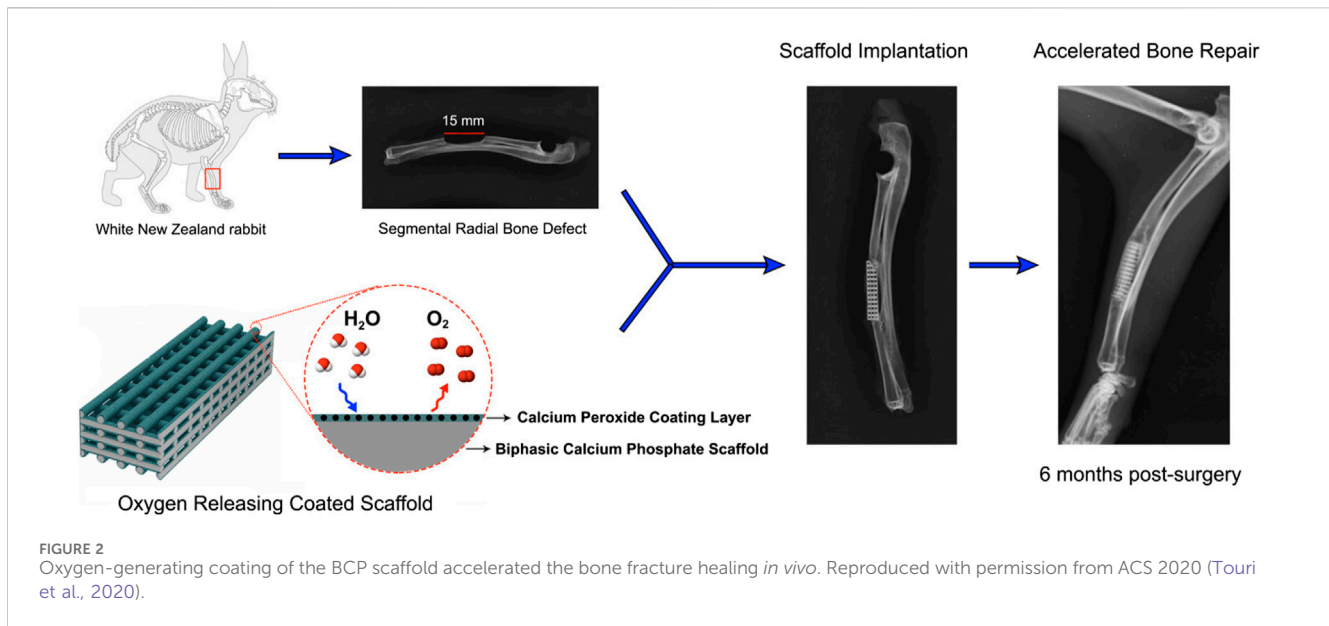 Scaffold Implantation
Accelerated Bone Repair
15 mm
White New Zealand rabbit
Segmental Radial Bone Defect
H₂O
O₂
Calcium Peroxide Coating Layer
Biphasic Calcium Phosphate Scaffold
Oxygen Releasing Coated Scaffold
6 months post-surgery
FIGURE 2
Oxygen-generating coating of the BCP scaffold accelerated the bone fracture healing in vivo. Reproduced with permission from ACS 2020 (Touri
et al., 2020).